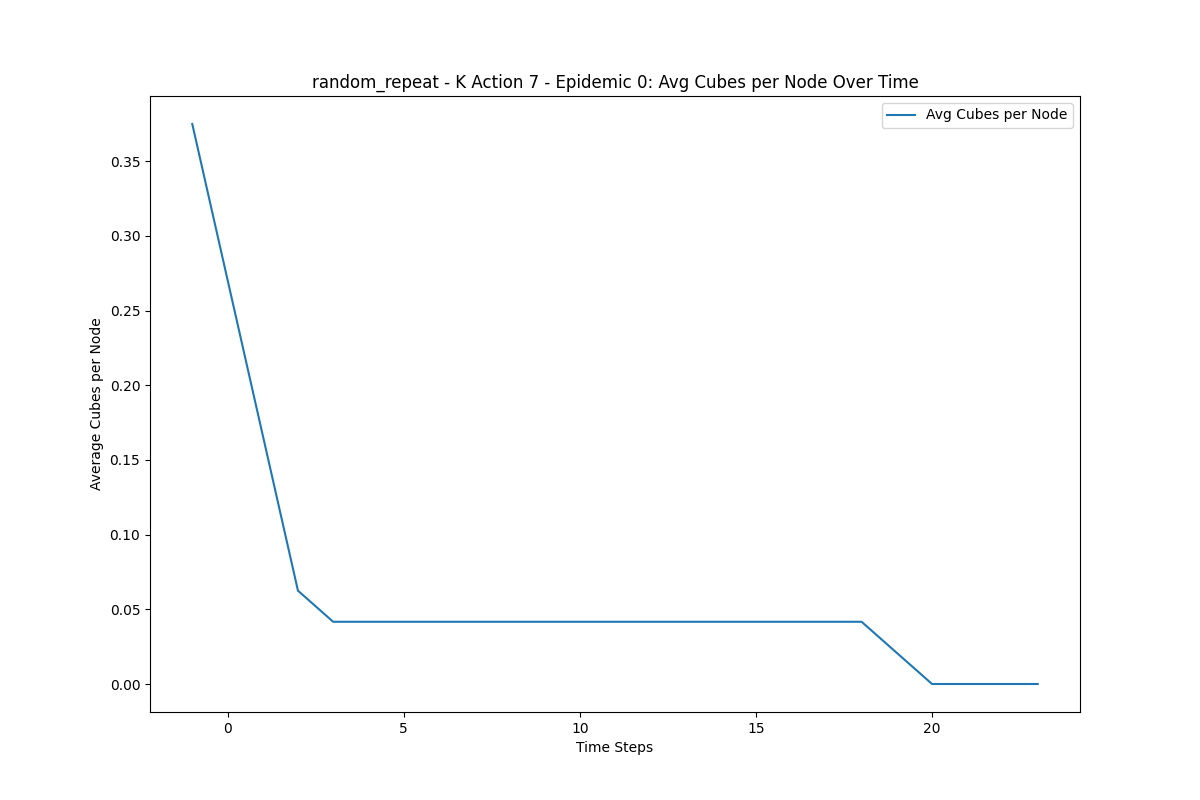 random_repeat - K Action 7 - Epidemic 0: Avg Cubes per Node Over Time
Avg Cubes per Node
0.35
0.30
0.25
0.20
0.15
0.10
0.05
0.00
Average Cubes per Node
0 5 10 15 20
Time Steps